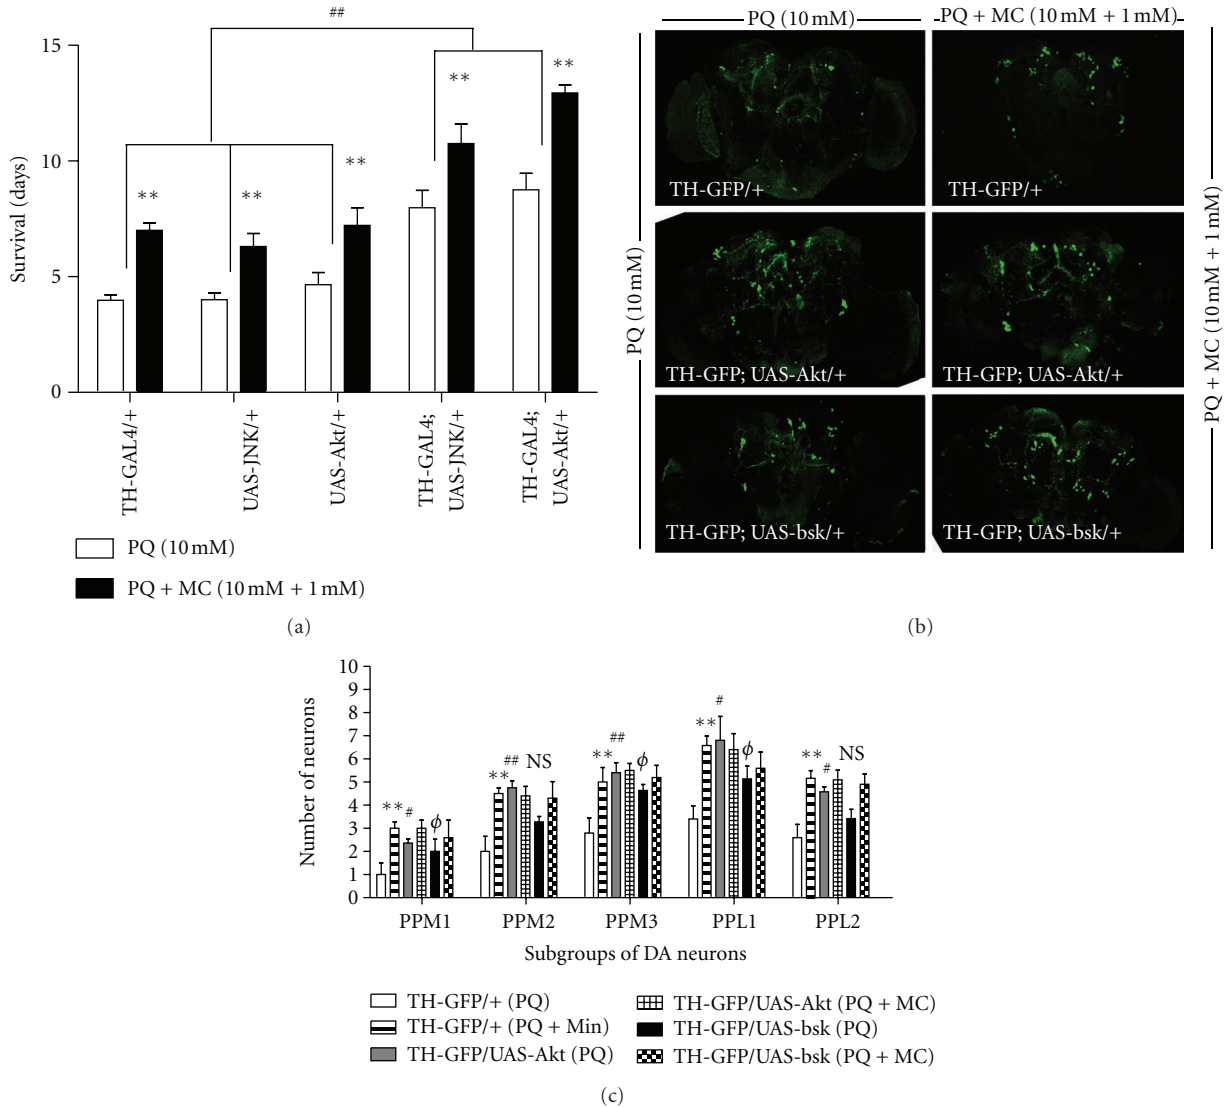 ##
15
10
5
0
Survival (days)
**
**
**
**
**
TH-GAL4/+
UAS-JNK/+
UAS-Akt/+
TH-GAL4;
UAS-JNK/+
TH-GAL4;
UAS-Akt/+
PQ (10 mM)
PQ + MC (10 mM + 1 mM)
(a)
PQ (10 mM)
PQ + MC (10 mM + 1 mM)
PQ (10 mM)
PQ + MC (10 mM + 1 mM)
TH-GFP/+
TH-GFP/+
TH-GFP; UAS-Akt/+
TH-GFP; UAS-Akt/+
TH-GFP; UAS-bsk/+
TH-GFP; UAS-bsk/+
(b)
10
9
8
7
6
5
4
3
2
1
0
Number of neurons
** # ϕ
** ## NS
** ## ϕ
** # ϕ
** # NS
PPM1
PPM2
PPM3
PPL1
PPL2
Subgroups of DA neurons
TH-GFP/+ (PQ)
TH-GFP/+ (PQ + Min)
TH-GFP/UAS-Akt (PQ)
TH-GFP/UAS-Akt (PQ + MC)
TH-GFP/UAS-bsk (PQ)
TH-GFP/UAS-bsk (PQ + MC)
(c)